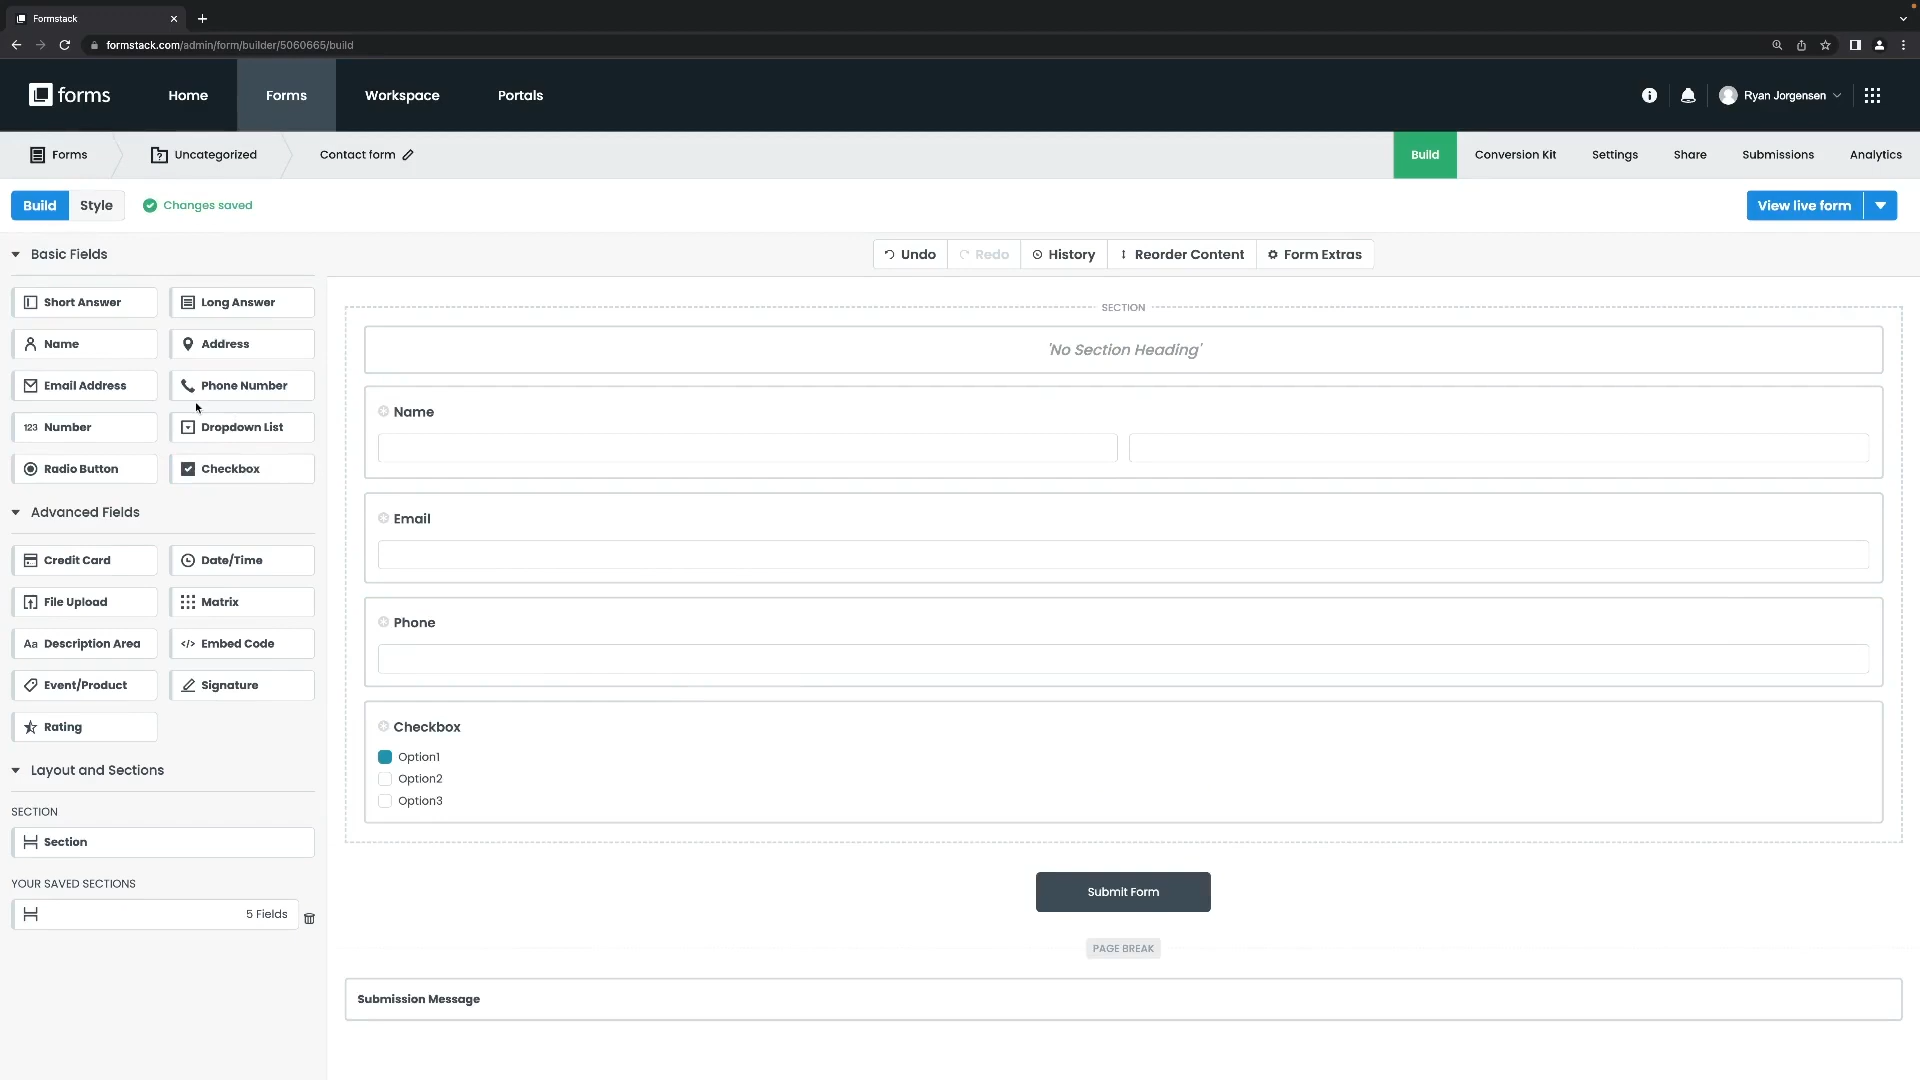 Formstack
formstack.com/admin/form/builder/5060665/build
forms
Home
Forms
Workspace
Portals
Ryan Jorgensen
Forms
Uncategorized
Contact form
Build
Conversion Kit
Settings
Share
Submissions
Analytics
Build
Style
Changes saved
View live form
Basic Fields
Undo
Redo
History
Reorder Content
Form Extras
Short Answer
Long Answer
Name
Address
Email Address
Phone Number
123 Number
Dropdown List
Radio Button
Checkbox
Advanced Fields
Credit Card
Date/Time
File Upload
Matrix
Aa Description Area
</> Embed Code
Event/Product
Signature
Rating
Layout and Sections
SECTION
Section
YOUR SAVED SECTIONS
5 Fields
SECTION
'No Section Heading'
Name
Email
Phone
Checkbox
Option1
Option2
Option3
Submit Form
PAGE BREAK
Submission Message